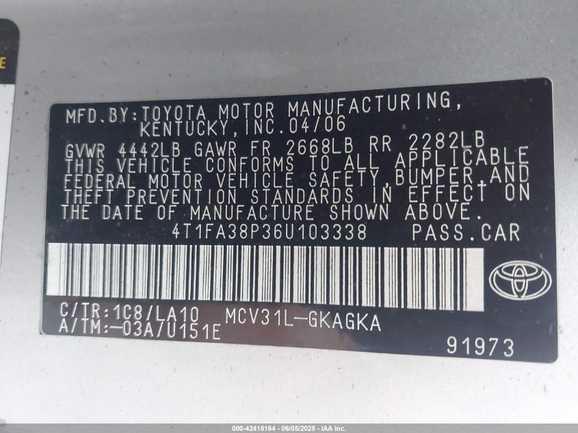 E
MFD.BY:TOYOTA MOTOR MANUFACTURING,
KENTUCKY,INC.04/06
GVWR 4442LB GAWR FR 2668LB RR 2282LB
THIS VEHICLE CONFORMS TO ALL APPLICABLE
FEDERAL MOTOR VEHICLE SAFETY,BUMPER,AND
THEFT PREVENTION STANDARDS IN EFFECT ON
THE DATE OF MANUFACTURE SHOWN ABOVE.
4T1FA38P36U103338 PASS.CAR
C/TR:1C8/LA10 MCV31L-GKAGKA
A/TM:-03A/U151E
91973
000-42418164 - 06/05/2025 - IAA Inc.